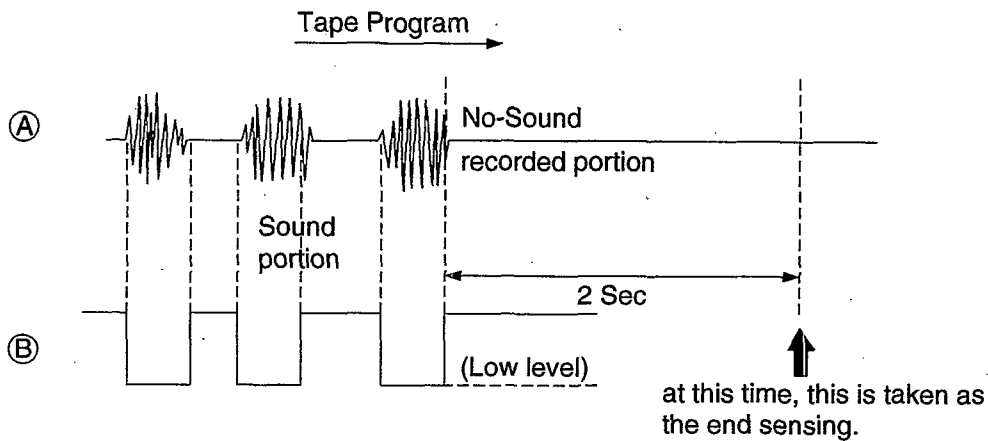 Tape Program
Ⓐ
No-Sound
recorded portion
Sound
portion
2 Sec
Ⓑ
(Low level)
at this time, this is taken as
the end sensing.